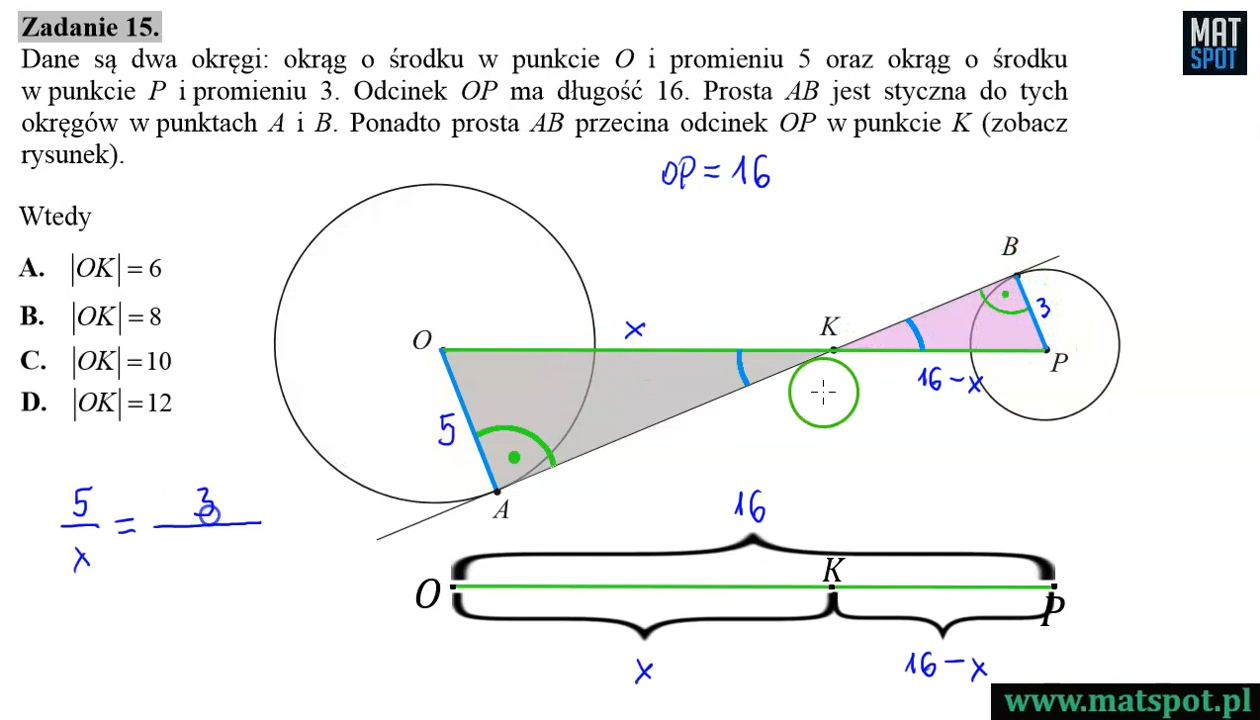 Zadanie 15.
MAT
SPOT
Dane są dwa okręgi: okrąg o środku w punkcie O i promieniu 5 oraz okrąg o środku
w punkcie P i promieniu 3. Odcinek OP ma długość 16. Prosta AB jest styczna do tych
okręgów w punktach A i B. Ponadto prosta AB przecina odcinek OP w punkcie K (zobacz
rysunek).
OP = 16
Wtedy
A. |OK| = 6
B. |OK| = 8
C. |OK| = 10
D. |OK| = 12
B
3
O
x
K
P
16 - x
5
A
5/x = 3
16
O
K
P
x
16 - x
www.matspot.pl